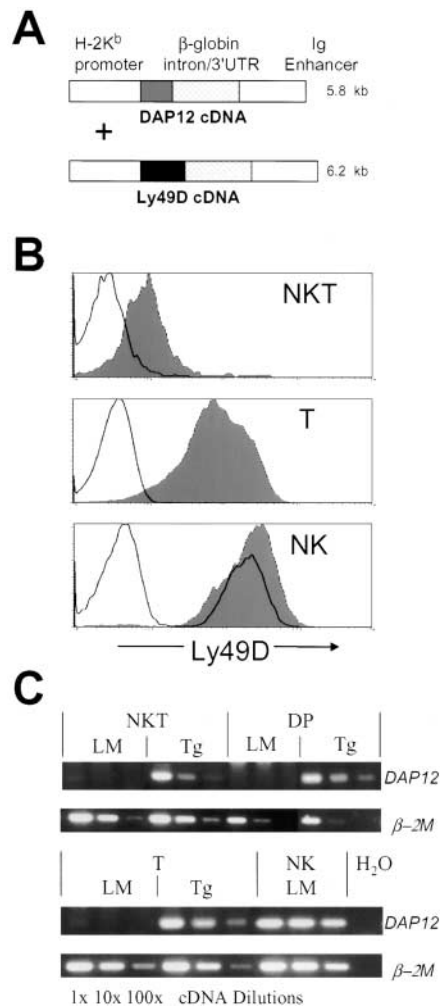 A
H-2Kᵇ β-globin Ig
promoter intron/3'UTR Enhancer
5.8 kb
DAP12 cDNA
+
6.2 kb
Ly49D cDNA
B
NKT
T
NK
Ly49D
C
NKT DP
LM Tg LM Tg
DAP12
β-2M
T NK H₂O
LM Tg LM
DAP12
β-2M
1x 10x 100x cDNA Dilutions